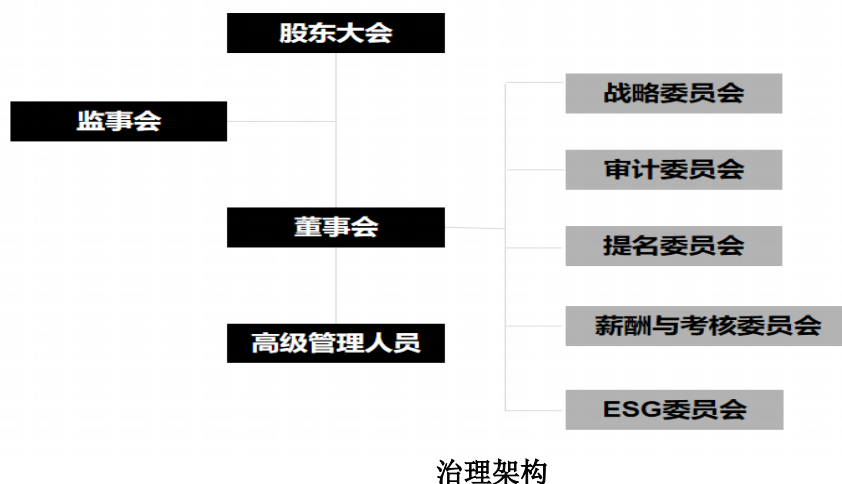 股东大会
监事会
董事会
高级管理人员
战略委员会
审计委员会
提名委员会
薪酬与考核委员会
ESG委员会
治理架构